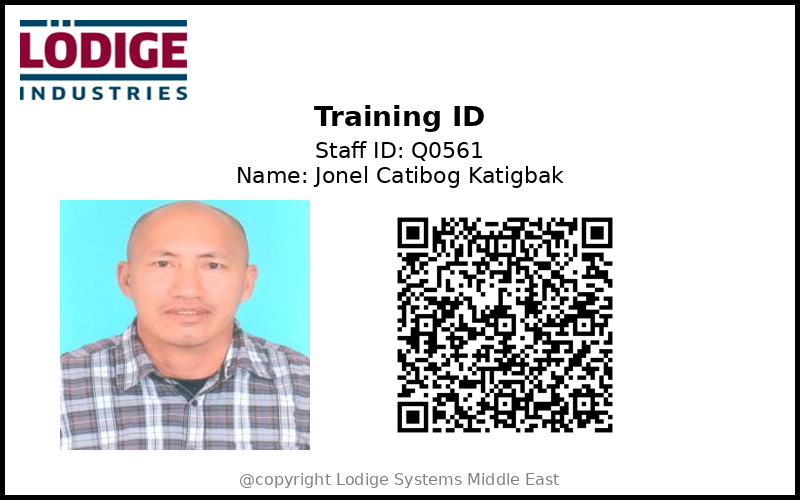 LÖDIGE
INDUSTRIES
Training ID
Staff ID: Q0561
Name: Jonel Catibog Katigbak
@copyright Lodige Systems Middle East